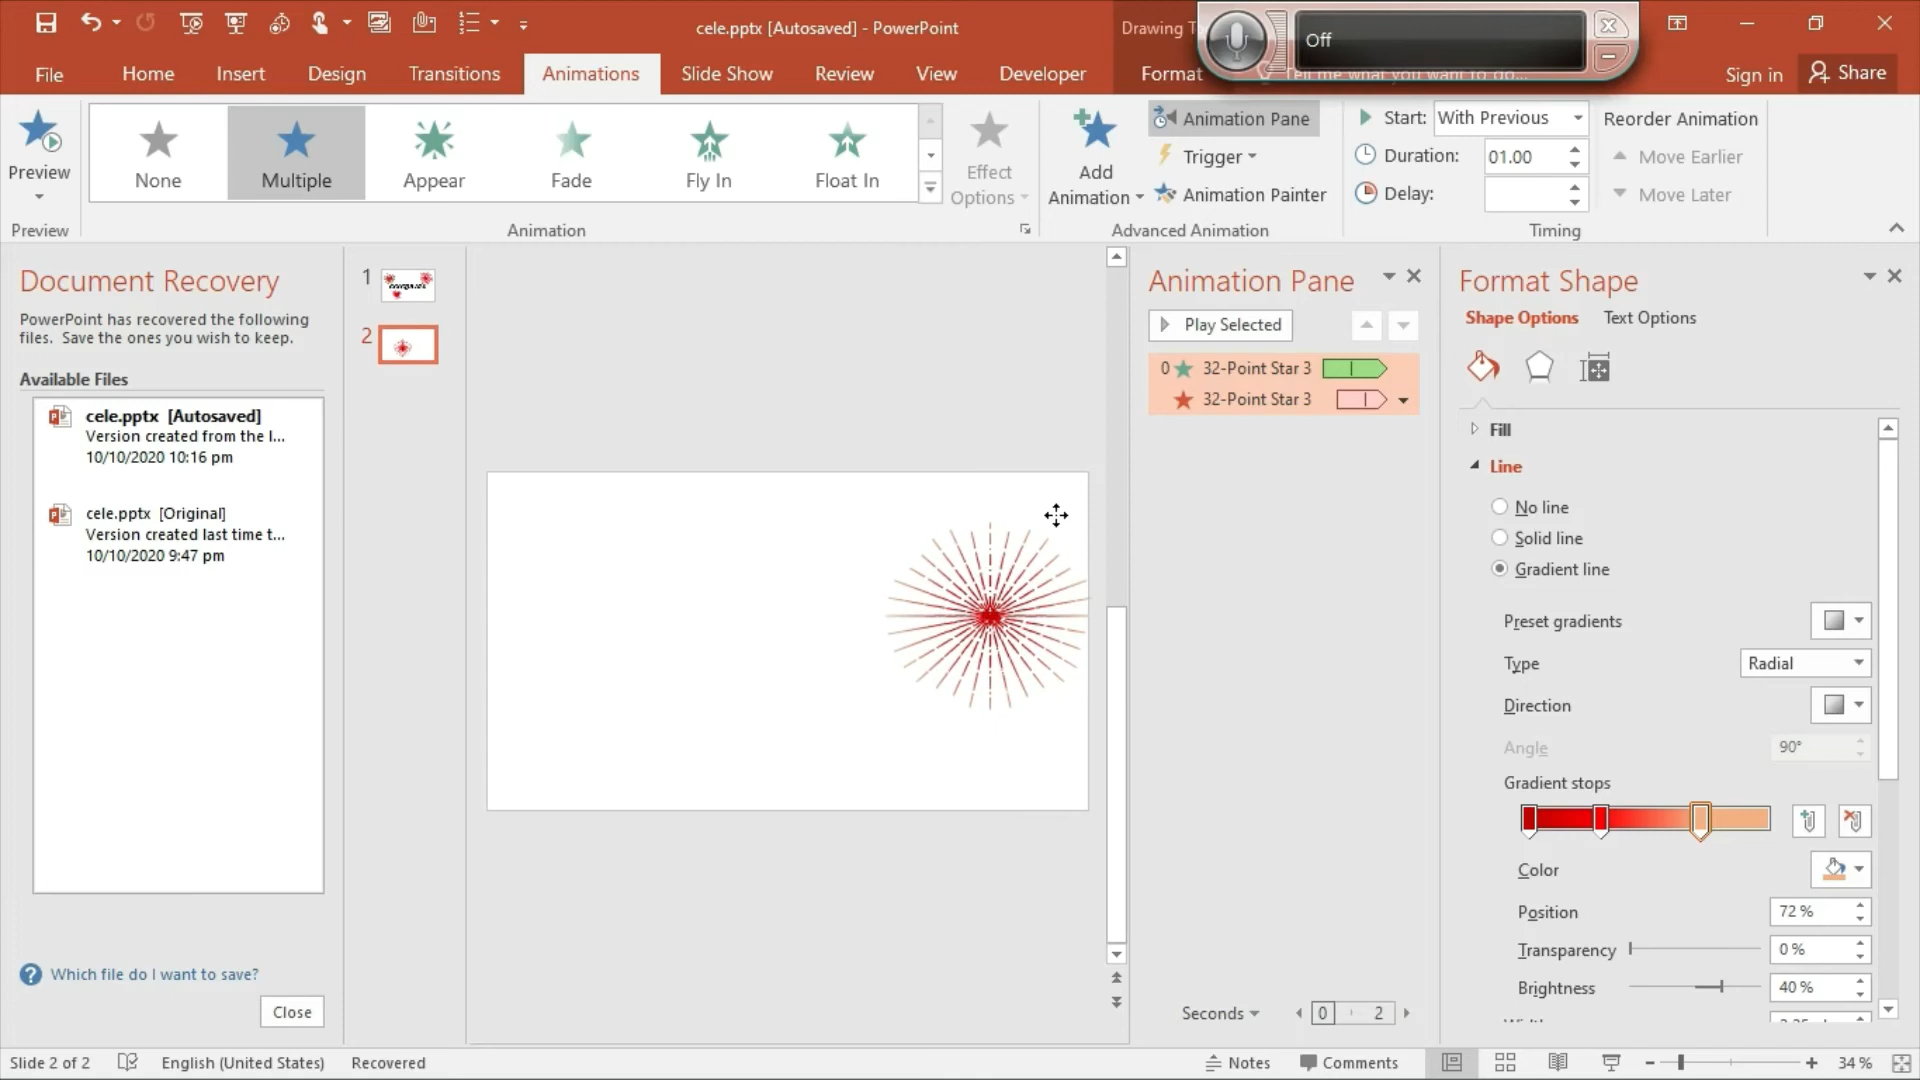 cele.pptx [Autosaved] - PowerPoint
Drawing T
Off
File
Home
Insert
Design
Transitions
Animations
Slide Show
Review
View
Developer
Format
Tell me what you want to do...
Sign in
Share
Preview
None
Multiple
Appear
Fade
Fly In
Float In
Effect
Options
Add
Animation
Animation Pane
Trigger
Animation Painter
Start:
With Previous
Duration:
01.00
Delay:
Reorder Animation
Move Earlier
Move Later
Preview
Animation
Advanced Animation
Timing
Document Recovery
PowerPoint has recovered the following
files. Save the ones you wish to keep.
Available Files
cele.pptx [Autosaved]
Version created from the l...
10/10/2020 10:16 pm
cele.pptx [Original]
Version created last time t...
10/10/2020 9:47 pm
Which file do I want to save?
Close
1
2
Animation Pane
Play Selected
0 32-Point Star 3
32-Point Star 3
Seconds
0
2
Format Shape
Shape Options
Text Options
Fill
Line
No line
Solid line
Gradient line
Preset gradients
Type
Radial
Direction
Angle
90°
Gradient stops
Color
Position
72 %
Transparency
0 %
Brightness
40 %
Slide 2 of 2
English (United States)
Recovered
Notes
Comments
34 %